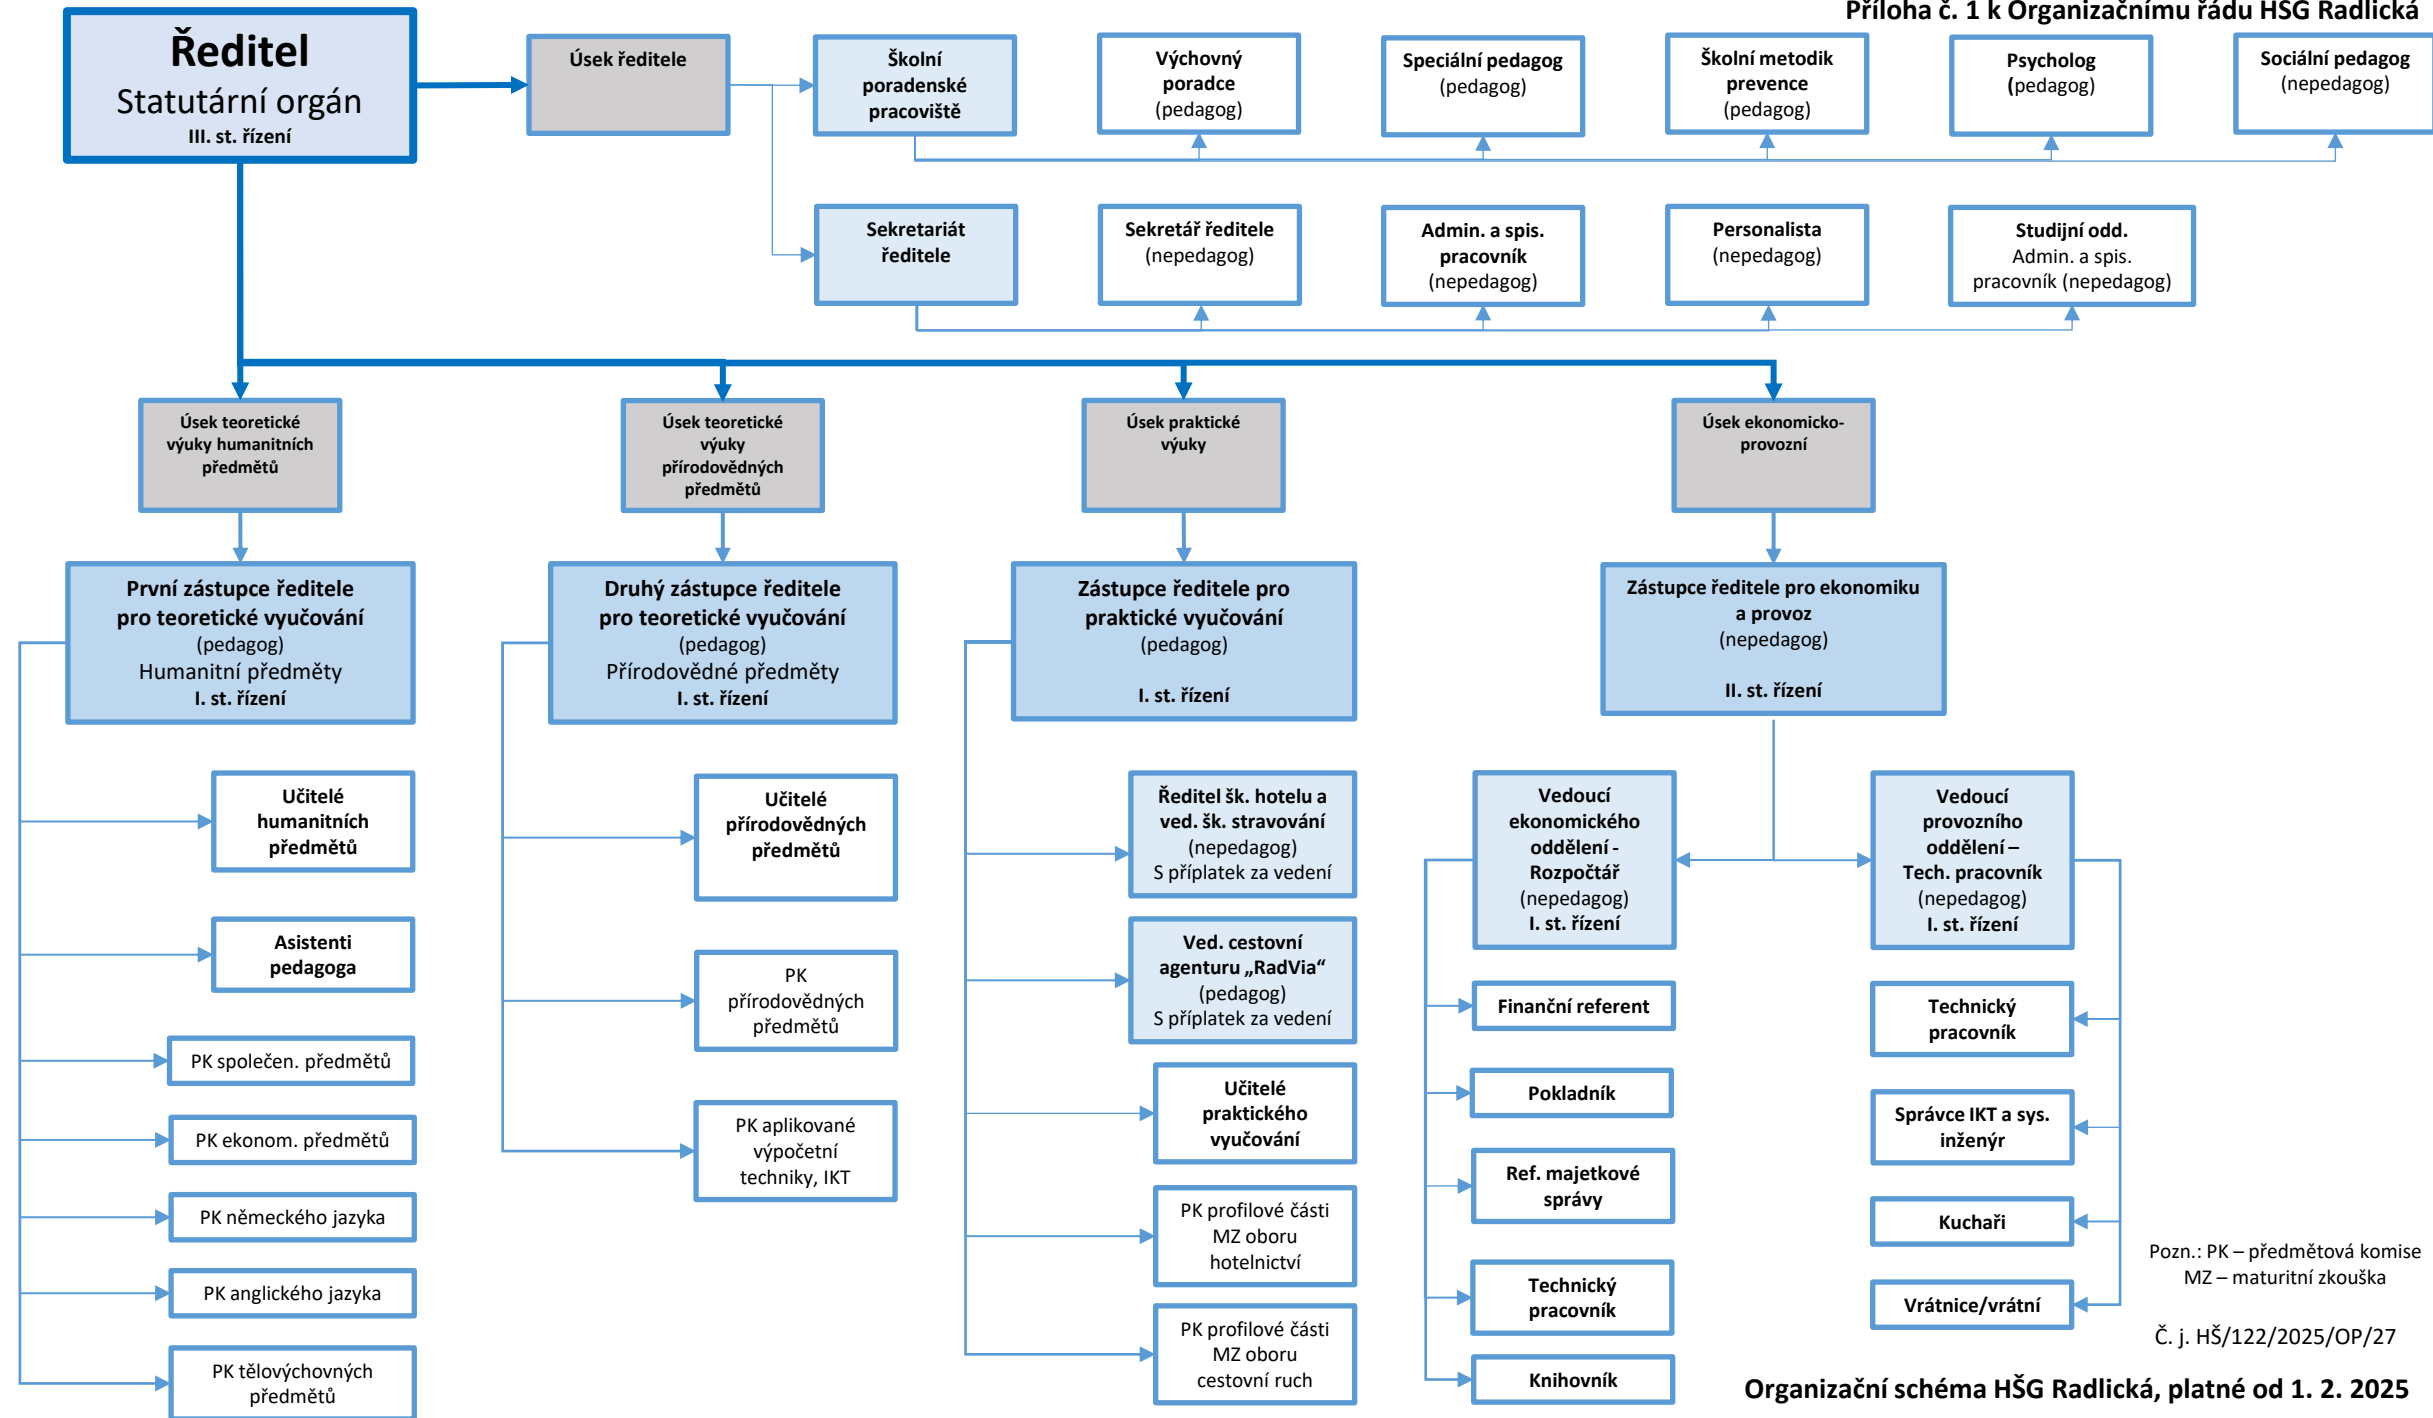 Příloha č. 1 k Organizačnímu řádu HŠG Radlická
Ředitel
Statutární orgán
III. st. řízení
Úsek ředitele
Školní
poradenské
pracoviště
Výchovný
poradce
(pedagog)
Speciální pedagog
(pedagog)
Školní metodik
prevence
(pedagog)
Psycholog
(pedagog)
Sociální pedagog
(nepedagog)
Sekretariát
ředitele
Sekretář ředitele
(nepedagog)
Admin. a spis.
pracovník
(nepedagog)
Personalista
(nepedagog)
Studijní odd.
Admin. a spis.
pracovník (nepedagog)
Úsek teoretické
výuky humanitních
předmětů
Úsek teoretické
výuky
přírodovědných
předmětů
Úsek praktické
výuky
Úsek ekonomicko-
provozní
První zástupce ředitele
pro teoretické vyučování
(pedagog)
Humanitní předměty
I. st. řízení
Druhý zástupce ředitele
pro teoretické vyučování
(pedagog)
Přírodovědné předměty
I. st. řízení
Zástupce ředitele pro
praktické vyučování
(pedagog)
I. st. řízení
Zástupce ředitele pro ekonomiku
a provoz
(nepedagog)
II. st. řízení
Učitelé
humanitních
předmětů
Asistenti
pedagoga
PK společen. předmětů
PK ekonom. předmětů
PK německého jazyka
PK anglického jazyka
PK tělovýchovných
předmětů
Učitelé
přírodovědných
předmětů
PK
přírodovědných
předmětů
PK aplikované
výpočetní
techniky, IKT
Ředitel šk. hotelu a
ved. šk. stravování
(nepedagog)
S příplatek za vedení
Ved. cestovní
agenturu „RadVia“
(pedagog)
S příplatek za vedení
Učitelé
praktického
vyučování
PK profilové části
MZ oboru
hotelnictví
PK profilové části
MZ oboru
cestovní ruch
Vedoucí
ekonomického
oddělení -
Rozpočtář
(nepedagog)
I. st. řízení
Finanční referent
Pokladník
Ref. majetkové
správy
Technický
pracovník
Knihovník
Vedoucí
provozního
oddělení –
Tech. pracovník
(nepedagog)
I. st. řízení
Technický
pracovník
Správce IKT a sys.
inženýr
Kuchaři
Vrátnice/vrátní
Pozn.: PK – předmětová komise
MZ – maturitní zkouška
Č. j. HŠ/122/2025/OP/27
Organizační schéma HŠG Radlická, platné od 1. 2. 2025